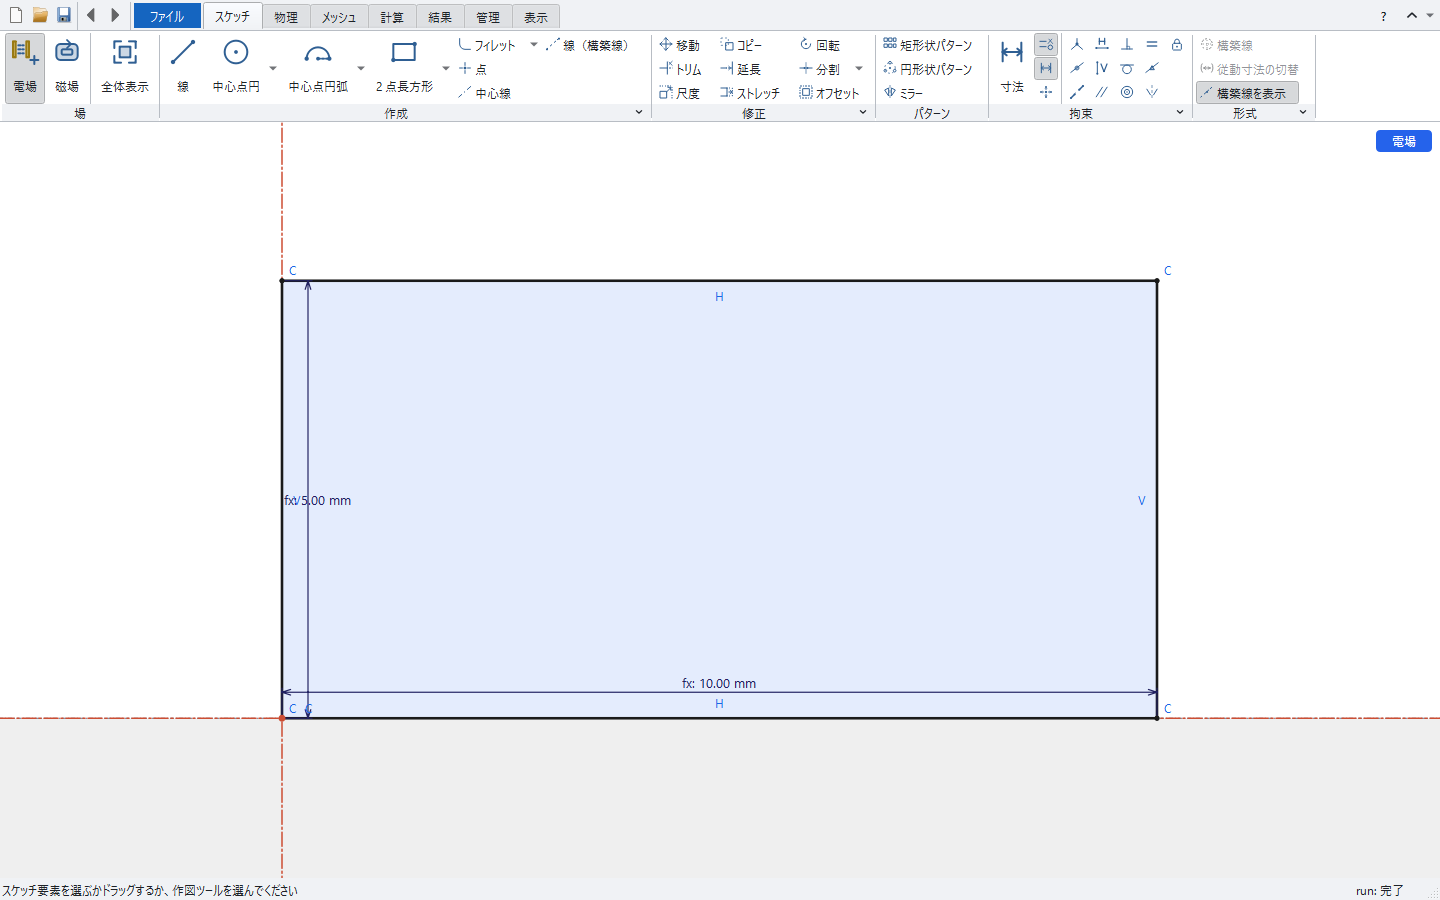 ファイル
スケッチ
物理
メッシュ
計算
結果
管理
表示
?
電場
磁場
全体表示
場
線
中心点円
中心点円弧
2 点長方形
フィレット
線（構築線）
点
中心線
作成
移動
コピー
回転
トリム
延長
分割
尺度
ストレッチ
オフセット
修正
矩形状パターン
円形状パターン
ミラー
パターン
寸法
拘束
構築線
従動寸法の切替
構築線を表示
形式
電場
C
C
H
5.00 mm
V
fx: 10.00 mm
H
C
C
スケッチ要素を選ぶかドラッグするか、作図ツールを選んでください
run: 完了